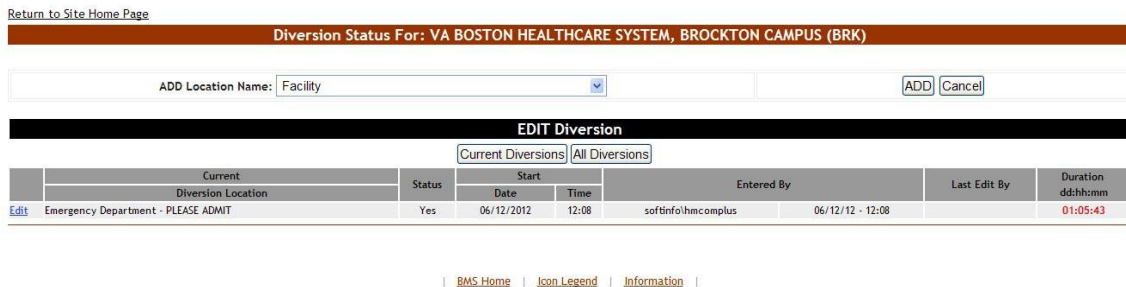 Return to Site Home Page
Diversion Status For: VA BOSTON HEALTHCARE SYSTEM, BROCKTON CAMPUS (BRK)
ADD Location Name: Facility ADD Cancel
EDIT Diversion
Current Diversions All Diversions
Current Status Start Entered By Last Edit By Duration
Diversion Location Date Time dd:hh:mm
Edit Emergency Department - PLEASE ADMIT Yes 06/12/2012 12:08 softinfo\hmcomplus 06/12/12 - 12:08 01:05:43
| BMS Home | Icon Legend | Information |